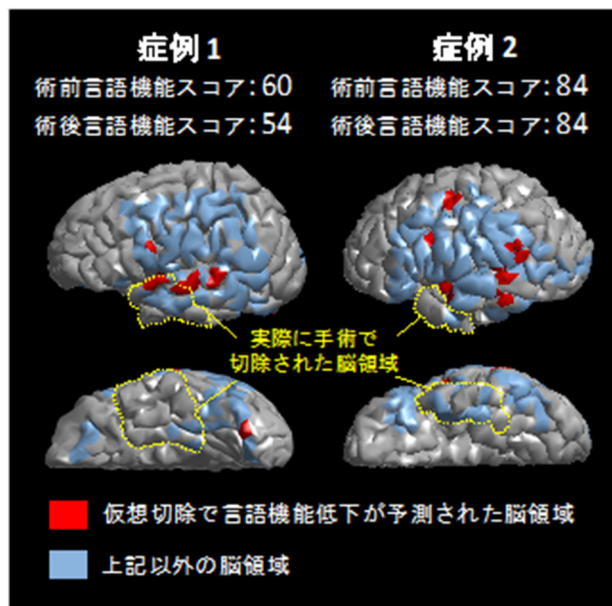 症例1
術前言語機能スコア:60
術後言語機能スコア:54
症例2
術前言語機能スコア:84
術後言語機能スコア:84
実際に手術で
切除された脳領域
仮想切除で言語機能低下が予測された脳領域
上記以外の脳領域